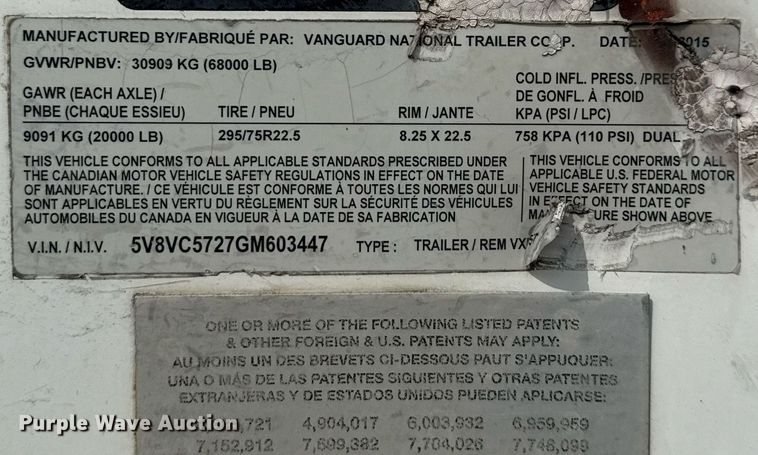 MANUFACTURED BY/FABRIQUÉ PAR: VANGUARD NATIONAL TRAILER CORP. DATE: 2015
GVWR/PNBV: 30909 KG (68000 LB)
GAWR (EACH AXLE) / COLD INFL. PRESS. /PRES
PNBE (CHAQUE ESSIEU) TIRE / PNEU RIM / JANTE DE GONFL. À FROID
KPA (PSI / LPC)
9091 KG (20000 LB) 295/75R22.5 8.25 X 22.5 758 KPA (110 PSI) DUAL
THIS VEHICLE CONFORMS TO ALL APPLICABLE STANDARDS PRESCRIBED UNDER
THE CANADIAN MOTOR VEHICLE SAFETY REGULATIONS IN EFFECT ON THE DATE
OF MANUFACTURE. / CE VÉHICULE EST CONFORME À TOUTES LES NORMES QUI LUI
SONT APPLICABLES EN VERTU DU RÈGLEMENT SUR LA SÉCURITÉ DES VÉHICULES
AUTOMOBILES DU CANADA EN VIGUEUR À LA DATE DE SA FABRICATION
THIS VEHICLE CONFORMS TO ALL
APPLICABLE U.S. FEDERAL MOTOR
VEHICLE SAFETY STANDARDS
IN EFFECT ON THE DATE OF
MANUFACTURE SHOWN ABOVE
V.I.N. / N.I.V. 5V8VC5727GM603447 TYPE: TRAILER / REM
ONE OR MORE OF THE FOLLOWING LISTED PATENTS
& OTHER FOREIGN & U.S. PATENTS MAY APPLY:
AU MOINS UN DES BREVETS CI-DESSOUS PAUT S'APPUQUER:
UNA O MÁS DE LAS PATENTES SIGUIENTES Y OTRAS PATENTES
EXTRANJERAS Y DE ESTADOS UNIDOS PUEDEN APLICARSE:
721 4,904,017 6,003,932 6,959,959
7,152,912 7,699,382 7,704,026 7,748,099
Purple Wave Auction